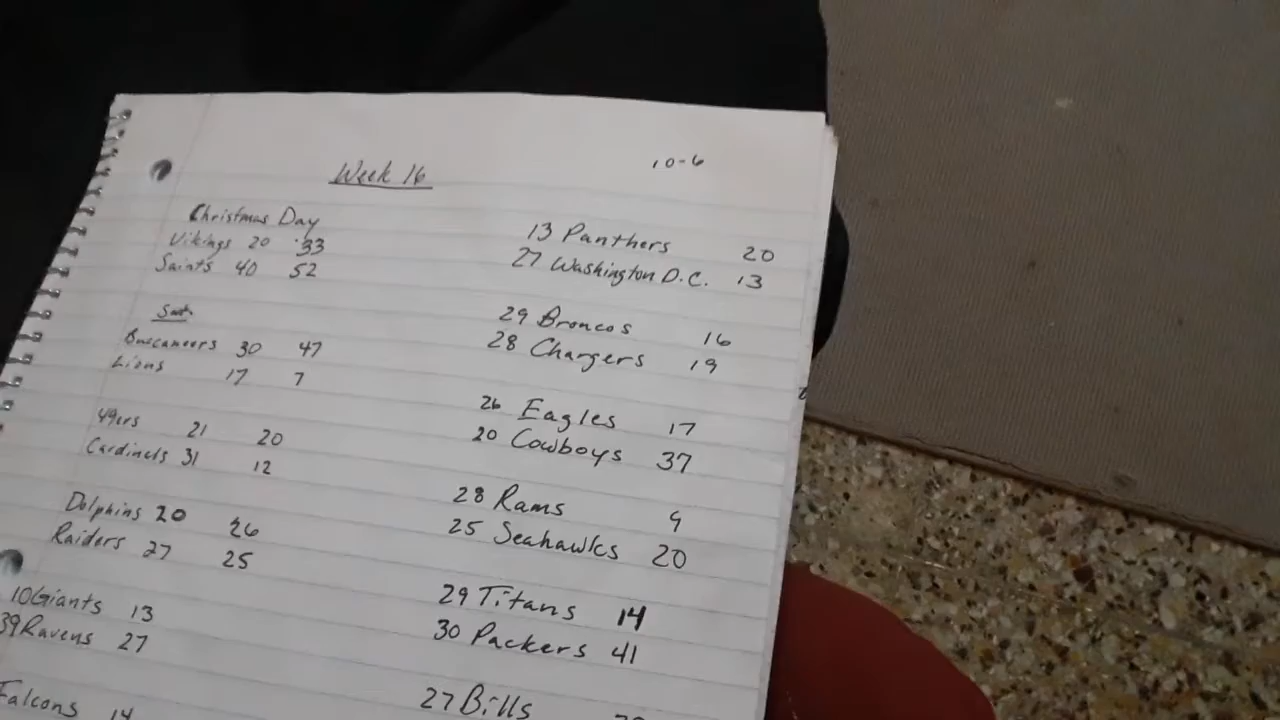 Week 16
10-6
Christmas Day
Vikings 20 33
Saints 40 52
Sat.
Buccaneers 30 47
Lions 17 7
49ers 21 20
Cardinels 31 12
Dolphins 20 26
Raiders 27 25
10 Giants 13
39 Ravens 27
Falcons 14
13 Panthers 20
27 Washington D.C. 13
29 Broncos 16
28 Chargers 19
26 Eagles 17
20 Cowboys 37
28 Rams 9
25 Seahawks 20
29 Titans 14
30 Packers 41
27 Bills